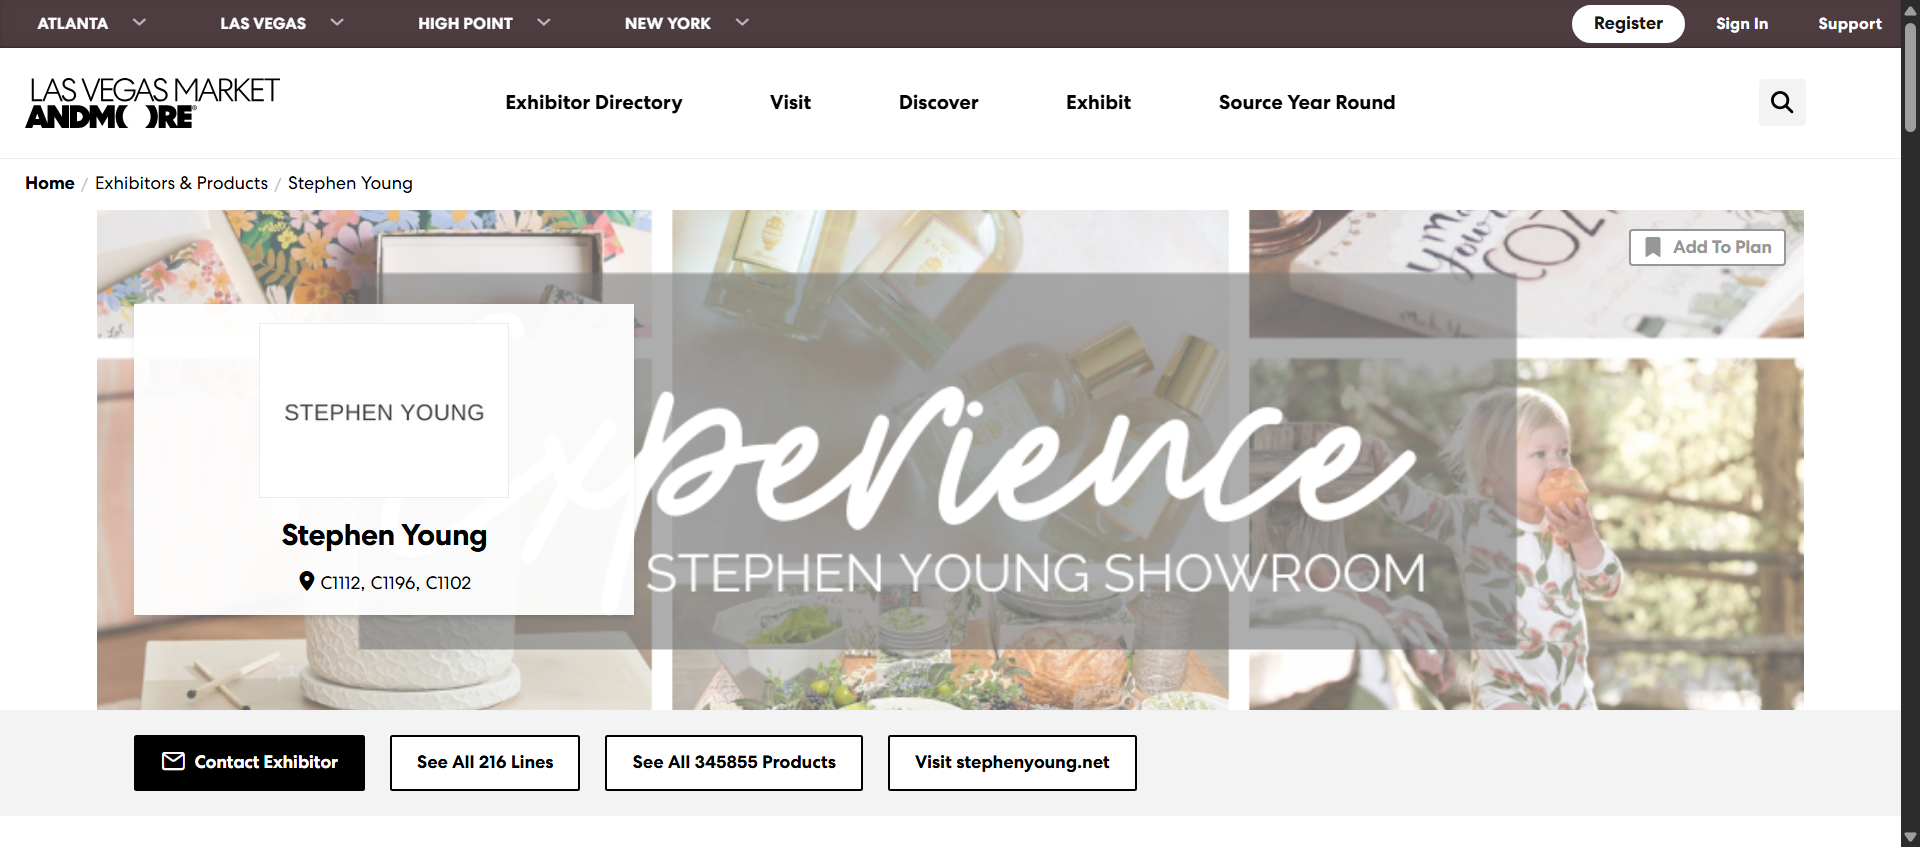 ATLANTA LAS VEGAS HIGH POINT NEW YORK Register Sign In Support
LAS VEGAS MARKET
ANDMORE®
Exhibitor Directory Visit Discover Exhibit Source Year Round
Home / Exhibitors & Products / Stephen Young
Add To Plan
STEPHEN YOUNG
Stephen Young
C1112, C1196, C1102
Experience
STEPHEN YOUNG SHOWROOM
Contact Exhibitor See All 216 Lines See All 345855 Products Visit stephenyoung.net